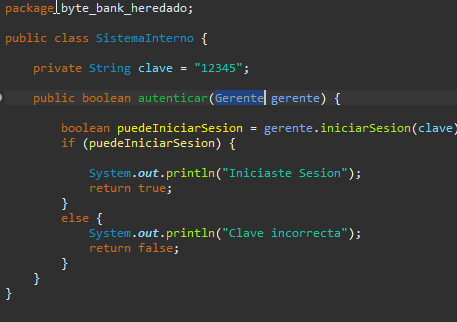 package byte_bank_heredado;
public class SistemaInterno {
private String clave = "12345";
public boolean autenticar(Gerente gerente) {
boolean puedeIniciarSesion = gerente.iniciarSesion(clave)
if (puedeIniciarSesion) {
System.out.println("Iniciaste Sesion");
return true;
}
else {
System.out.println("Clave incorrecta");
return false;
}
}
}